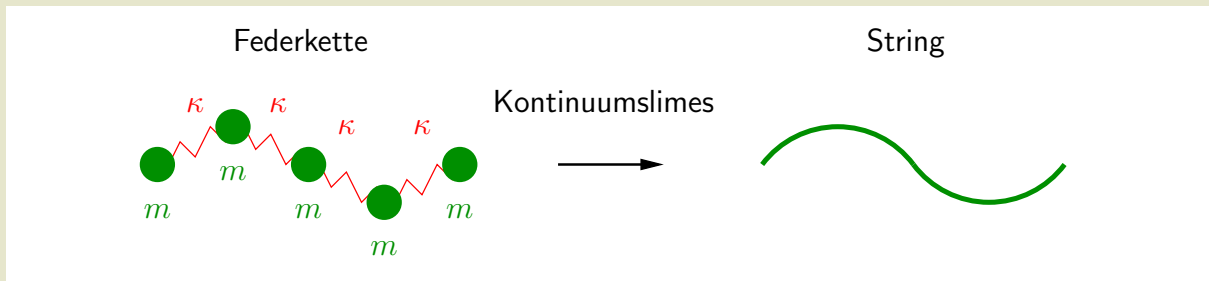 Federkette
String
Kontinuumslimes
κ κ κ κ
m m m m m